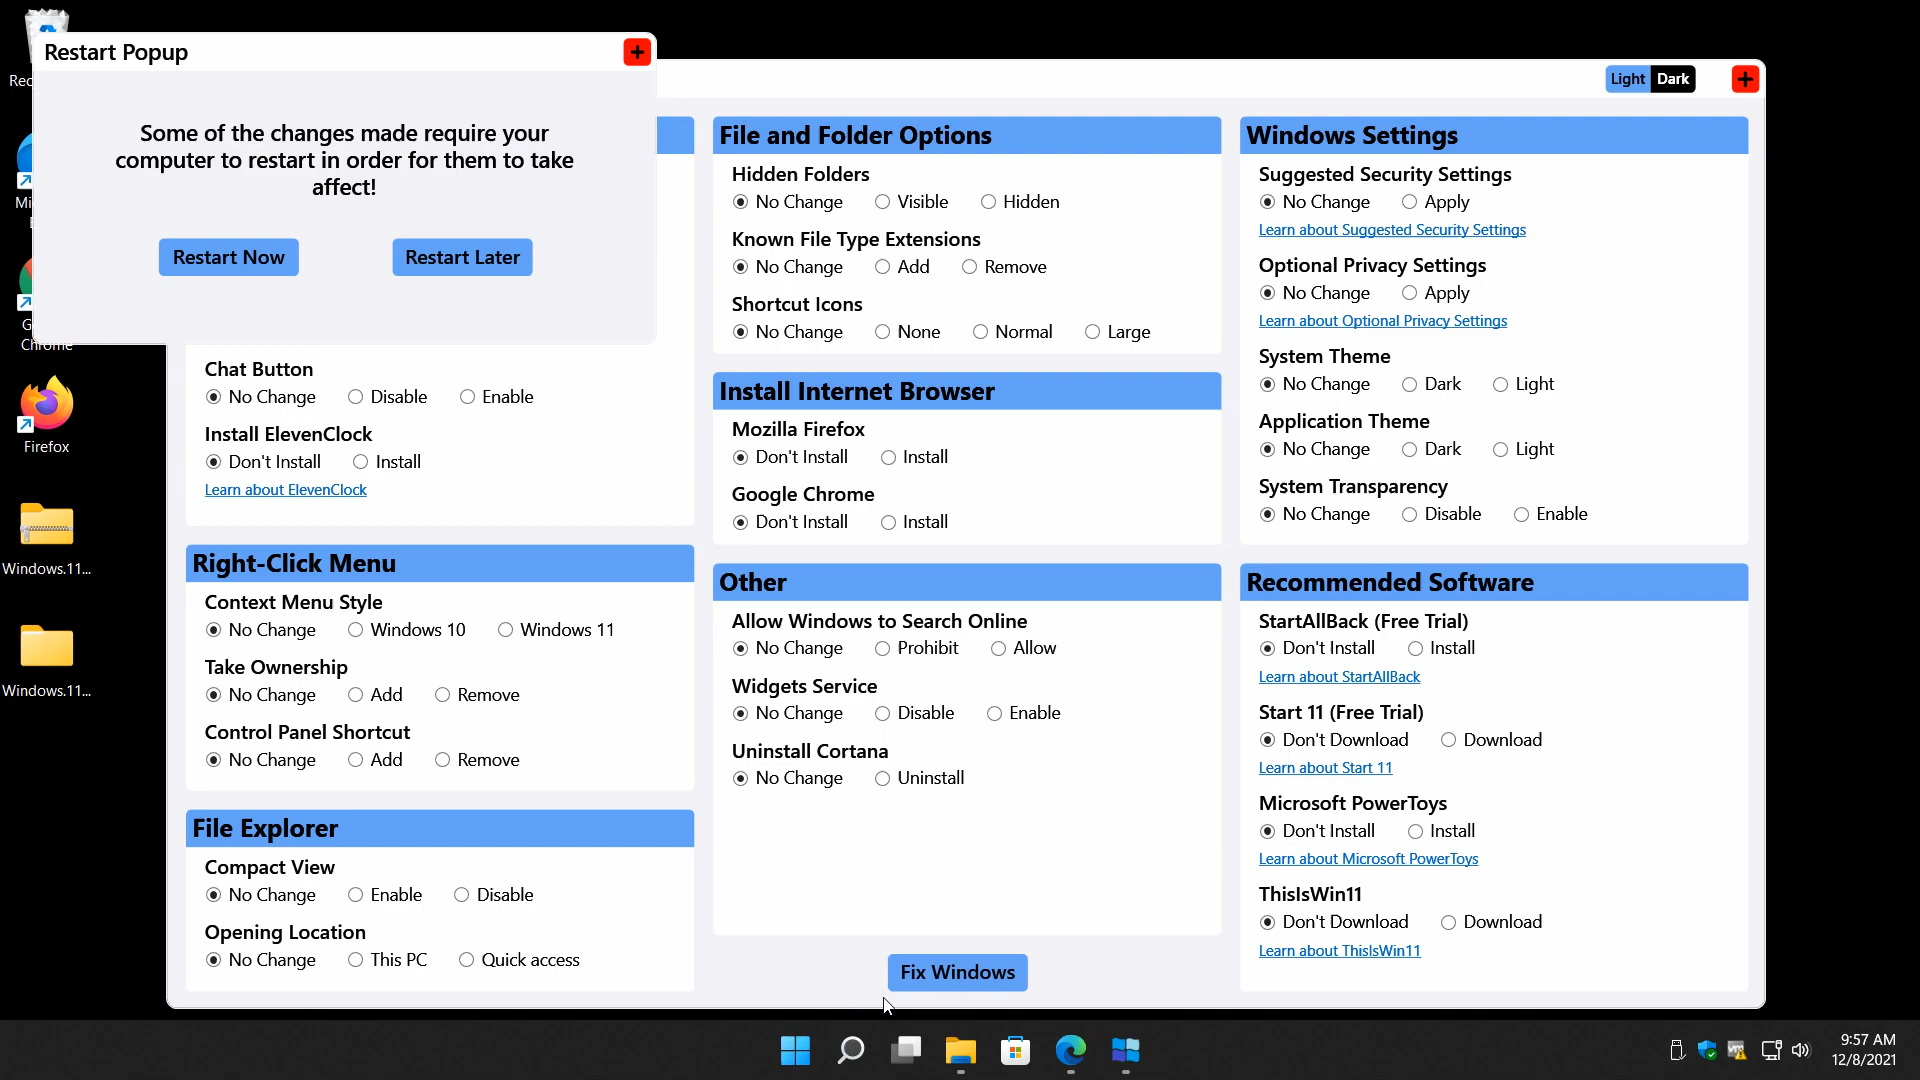 Restart Popup
Some of the changes made require your
computer to restart in order for them to take
affect!
Restart Now Restart Later
Light Dark
Chrome
Firefox
Windows.11...
Windows.11...
Chat Button
No Change Disable Enable
Install ElevenClock
Don't Install Install
Learn about ElevenClock
Right-Click Menu
Context Menu Style
No Change Windows 10 Windows 11
Take Ownership
No Change Add Remove
Control Panel Shortcut
No Change Add Remove
File Explorer
Compact View
No Change Enable Disable
Opening Location
No Change This PC Quick access
File and Folder Options
Hidden Folders
No Change Visible Hidden
Known File Type Extensions
No Change Add Remove
Shortcut Icons
No Change None Normal Large
Install Internet Browser
Mozilla Firefox
Don't Install Install
Google Chrome
Don't Install Install
Other
Allow Windows to Search Online
No Change Prohibit Allow
Widgets Service
No Change Disable Enable
Uninstall Cortana
No Change Uninstall
Fix Windows
Windows Settings
Suggested Security Settings
No Change Apply
Learn about Suggested Security Settings
Optional Privacy Settings
No Change Apply
Learn about Optional Privacy Settings
System Theme
No Change Dark Light
Application Theme
No Change Dark Light
System Transparency
No Change Disable Enable
Recommended Software
StartAllBack (Free Trial)
Don't Install Install
Learn about StartAllBack
Start 11 (Free Trial)
Don't Download Download
Learn about Start 11
Microsoft PowerToys
Don't Install Install
Learn about Microsoft PowerToys
ThisIsWin11
Don't Download Download
Learn about ThisIsWin11
9:57 AM
12/8/2021